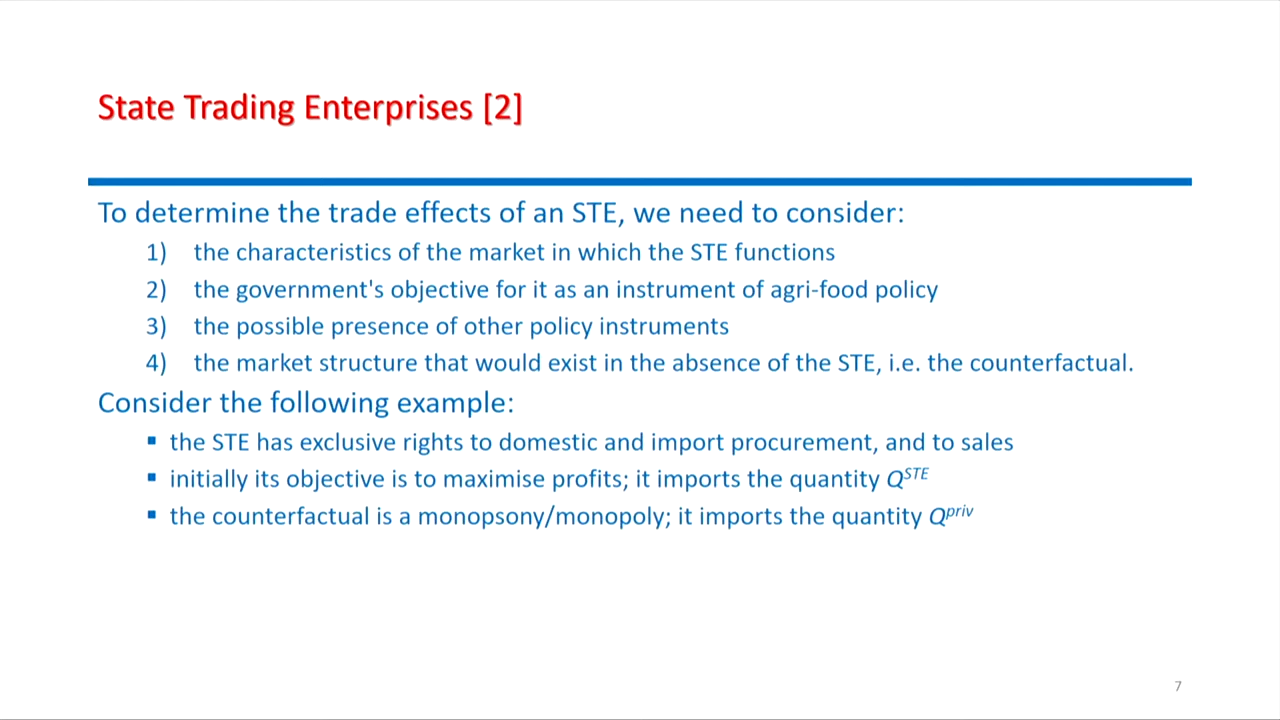 State Trading Enterprises [2]
To determine the trade effects of an STE, we need to consider:
1) the characteristics of the market in which the STE functions
2) the government's objective for it as an instrument of agri-food policy
3) the possible presence of other policy instruments
4) the market structure that would exist in the absence of the STE, i.e. the counterfactual.
Consider the following example:
▪ the STE has exclusive rights to domestic and import procurement, and to sales
▪ initially its objective is to maximise profits; it imports the quantity Q^STE
▪ the counterfactual is a monopsony/monopoly; it imports the quantity Q^priv
7